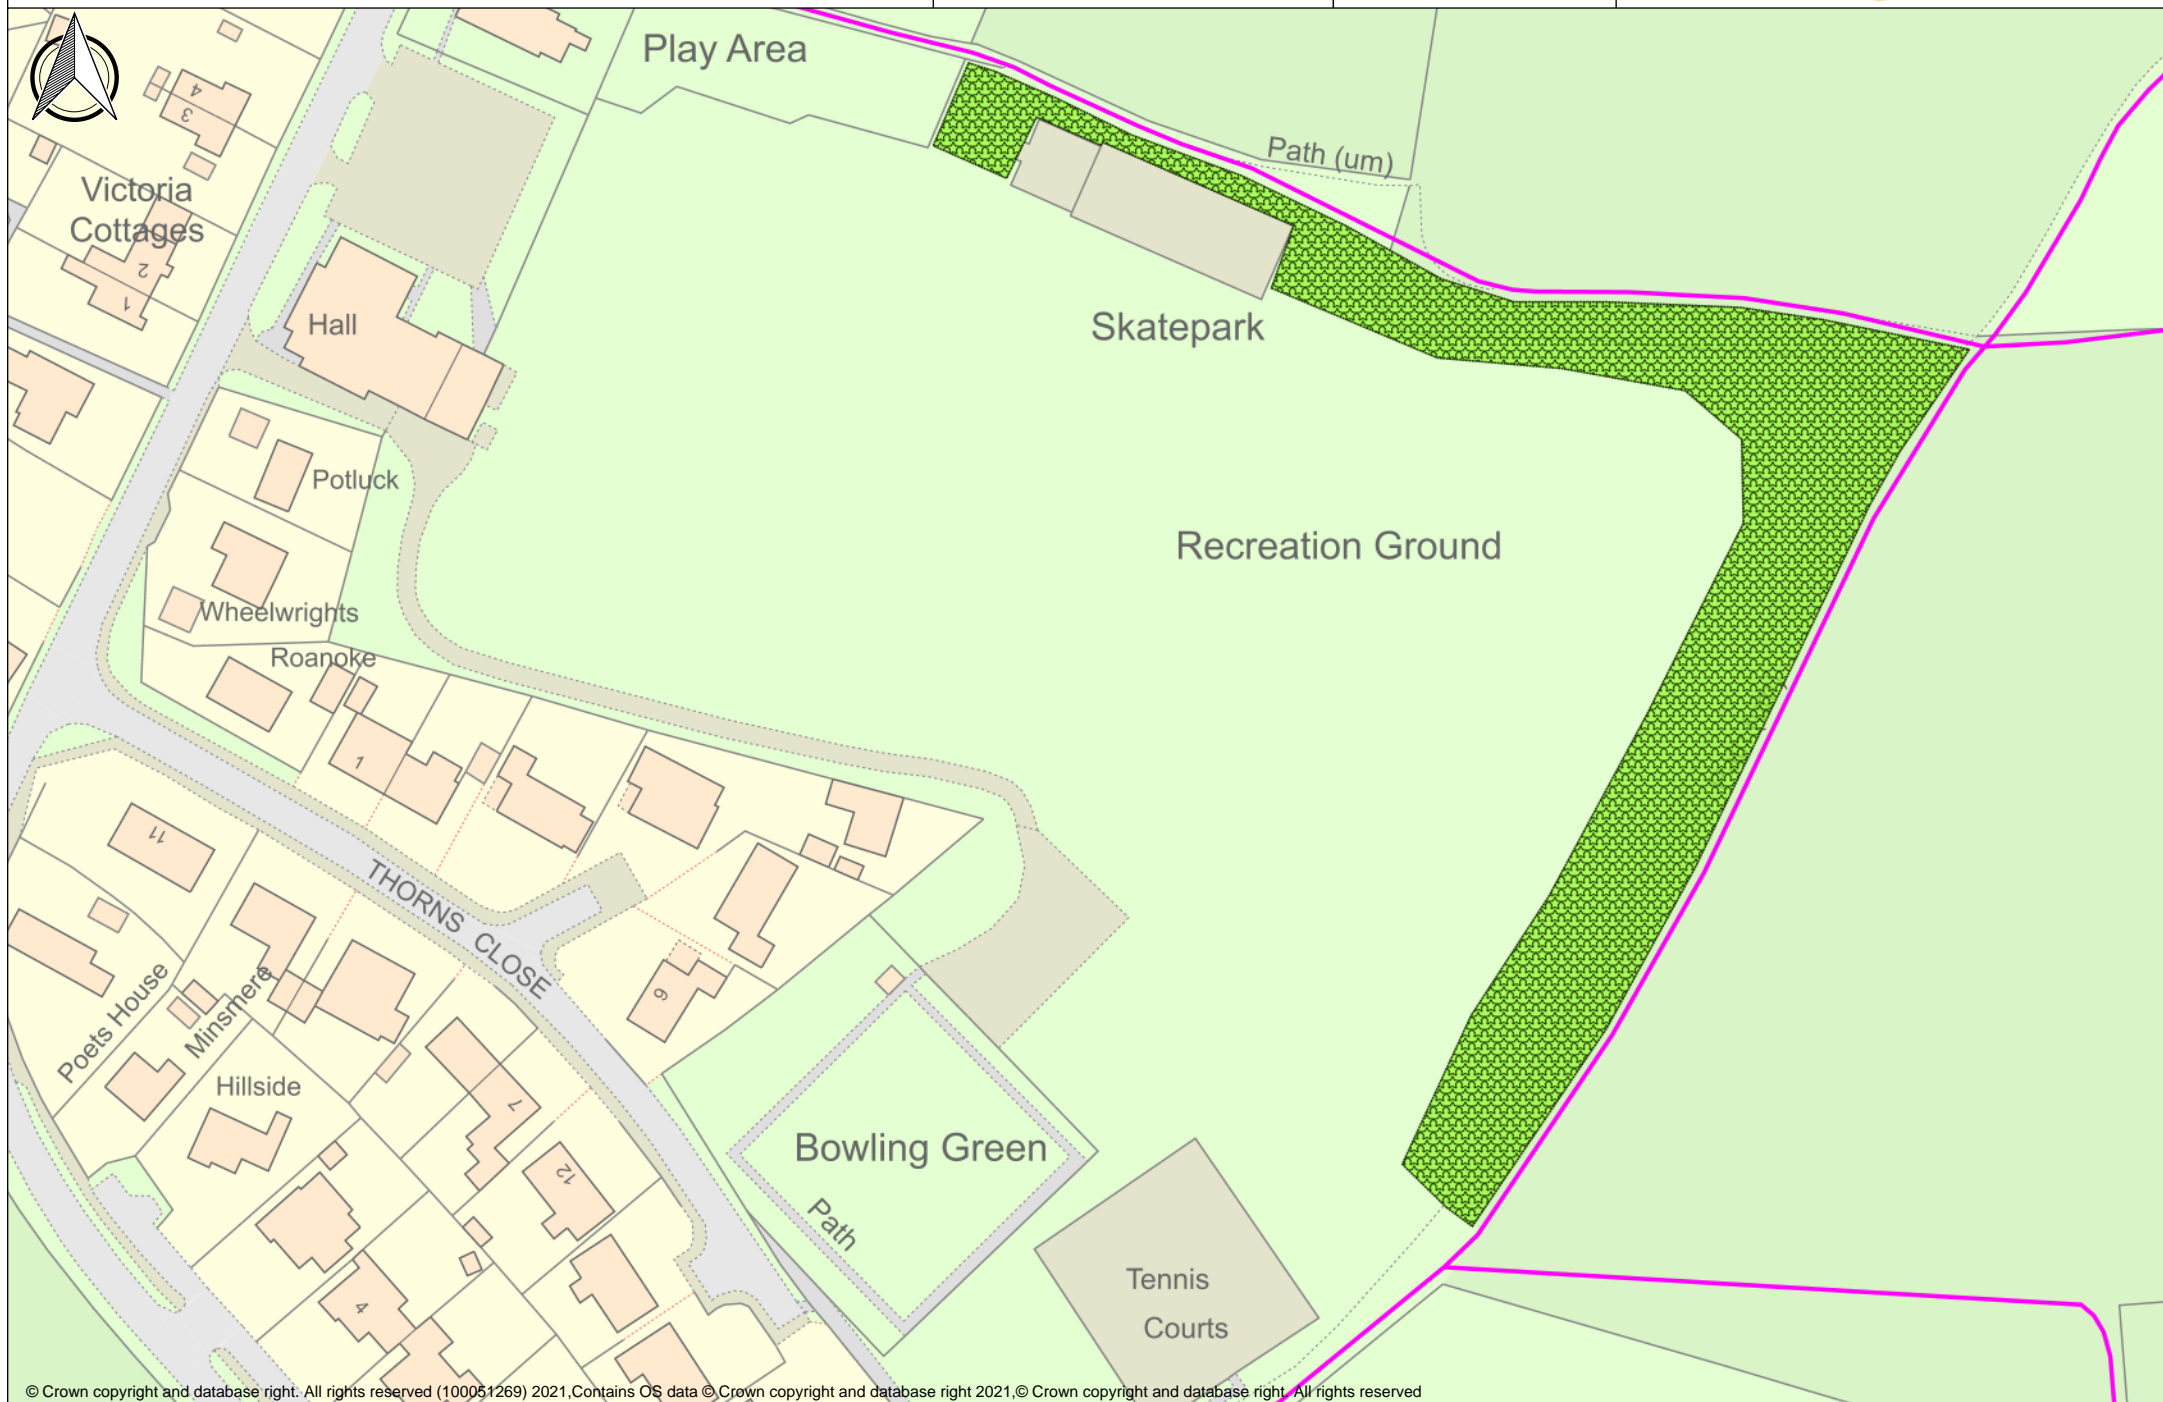 Play Area
Path (um)
4
3
Victoria
Cottages
2
1
Hall
Skatepark
Potluck
Recreation Ground
Wheelwrights
Roanoke
1
11
THORNS CLOSE
9
Poets House
Minsmere
Hillside
7
Bowling Green
12
Path
Tennis
Courts
4
© Crown copyright and database right. All rights reserved (100051269) 2021,Contains OS data © Crown copyright and database right 2021,© Crown copyright and database right. All rights reserved